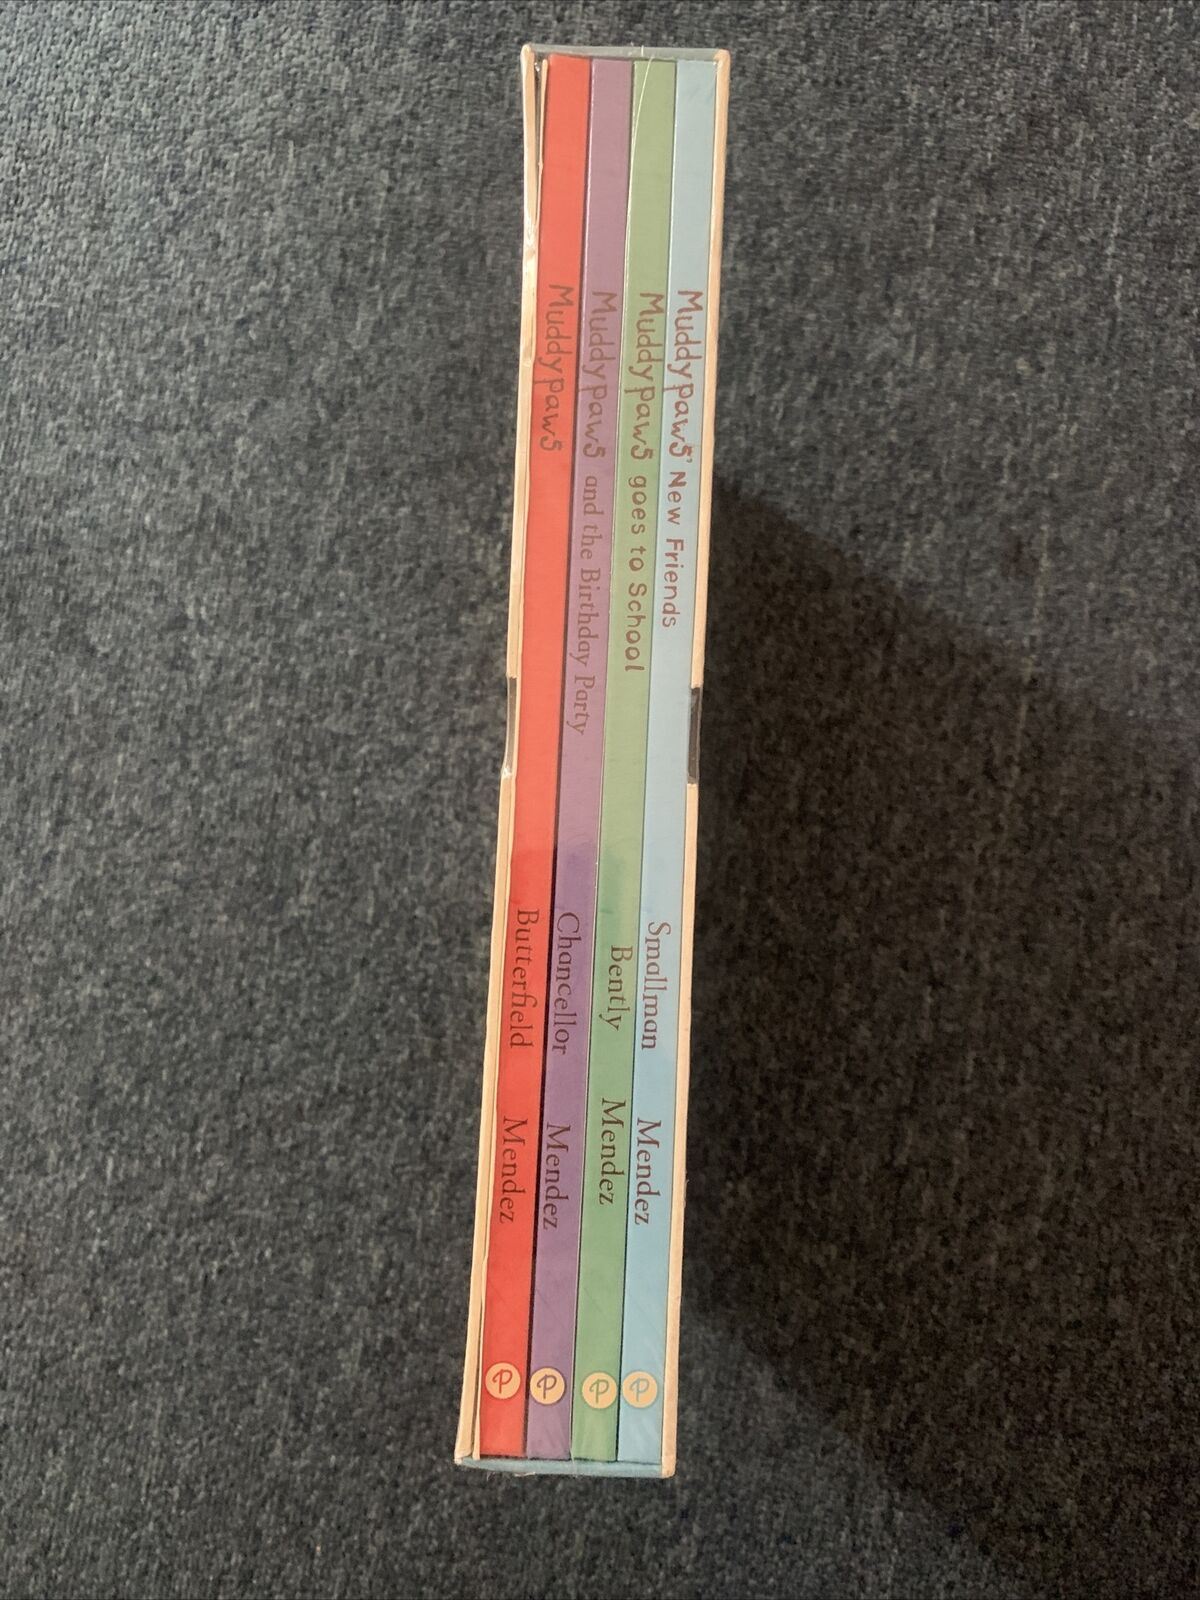 Muddypaws' New Friends Smallman Mendez P
Muddypaws goes to School Bently Mendez P
Muddypaws and the Birthday Party Chancellor Mendez P
Muddypaws Butterfield Mendez P